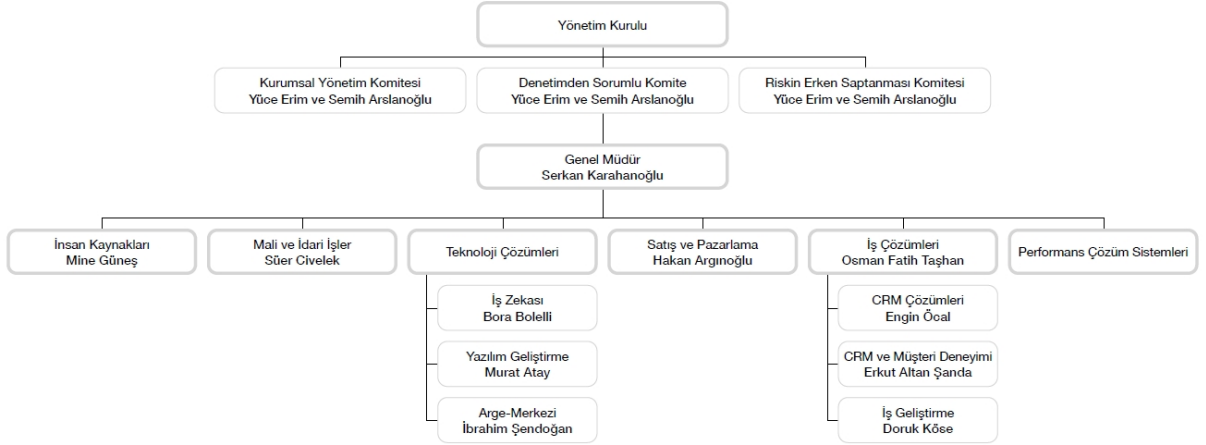 Yönetim Kurulu
Kurumsal Yönetim Komitesi
Yüce Erim ve Semih Arslanoğlu
Denetimden Sorumlu Komite
Yüce Erim ve Semih Arslanoğlu
Riskin Erken Saptanması Komitesi
Yüce Erim ve Semih Arslanoğlu
Genel Müdür
Serkan Karahanoğlu
İnsan Kaynakları
Mine Güneş
Mali ve İdari İşler
Süer Civelek
Teknoloji Çözümleri
Satış ve Pazarlama
Hakan Argınoğlu
İş Çözümleri
Osman Fatih Taşhan
Performans Çözüm Sistemleri
İş Zekası
Bora Bolelli
Yazılım Geliştirme
Murat Atay
Arge-Merkezi
İbrahim Şendoğan
CRM Çözümleri
Engin Öcal
CRM ve Müşteri Deneyimi
Erkut Altan Şanda
İş Geliştirme
Doruk Köse